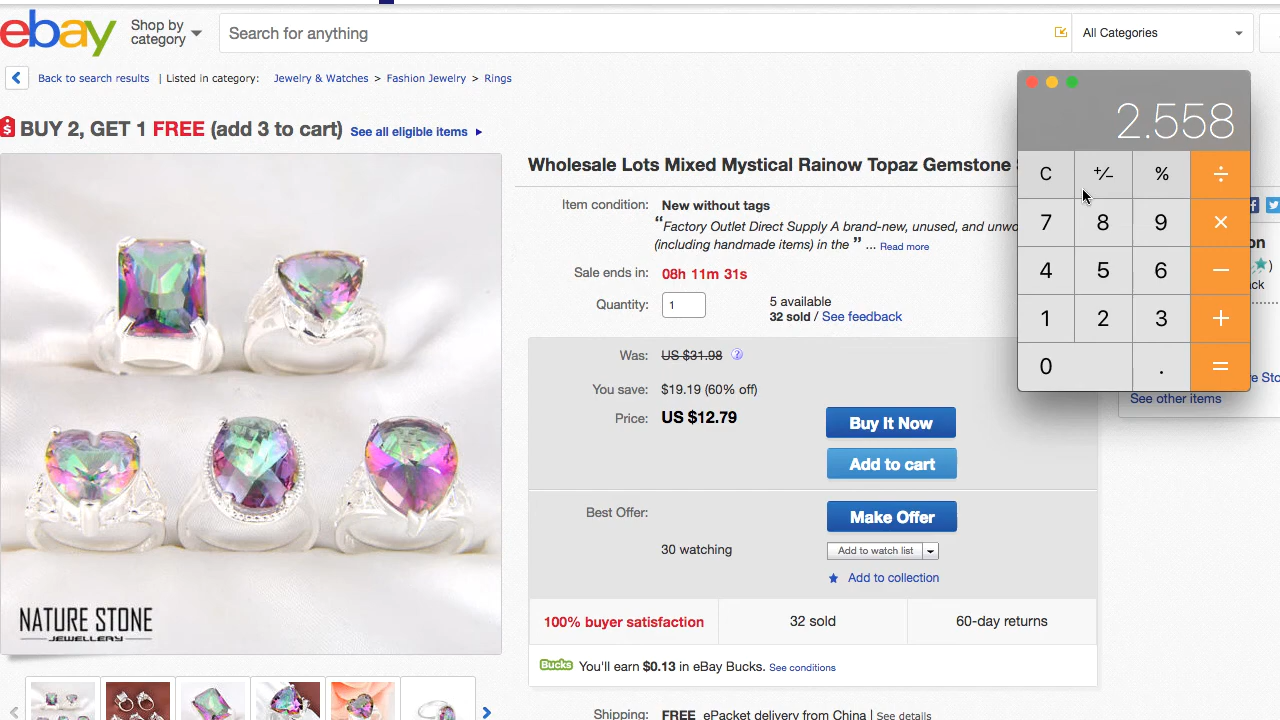 ebay
Shop by
category
Search for anything
All Categories
Back to search results | Listed in category: Jewelry & Watches > Fashion Jewelry > Rings
BUY 2, GET 1 FREE (add 3 to cart) See all eligible items
Wholesale Lots Mixed Mystical Rainow Topaz Gemstone
Item condition: New without tags
“Factory Outlet Direct Supply A brand-new, unused, and
(including handmade items) in the ” ... Read more
Sale ends in: 08h 11m 31s
Quantity: 1 5 available
32 sold / See feedback
Was: US $31.98 ?
You save: $19.19 (60% off)
Price: US $12.79
Buy It Now
Add to cart
Best Offer: Make Offer
30 watching Add to watch list
Add to collection
100% buyer satisfaction 32 sold 60-day returns
Bucks You'll earn $0.13 in eBay Bucks. See conditions
Shipping: FREE ePacket delivery from China | See details
NATURE STONE
JEWELLERY
2.558
C +/− % ÷
7 8 9 ×
4 5 6 −
1 2 3 +
0 . =
See other items